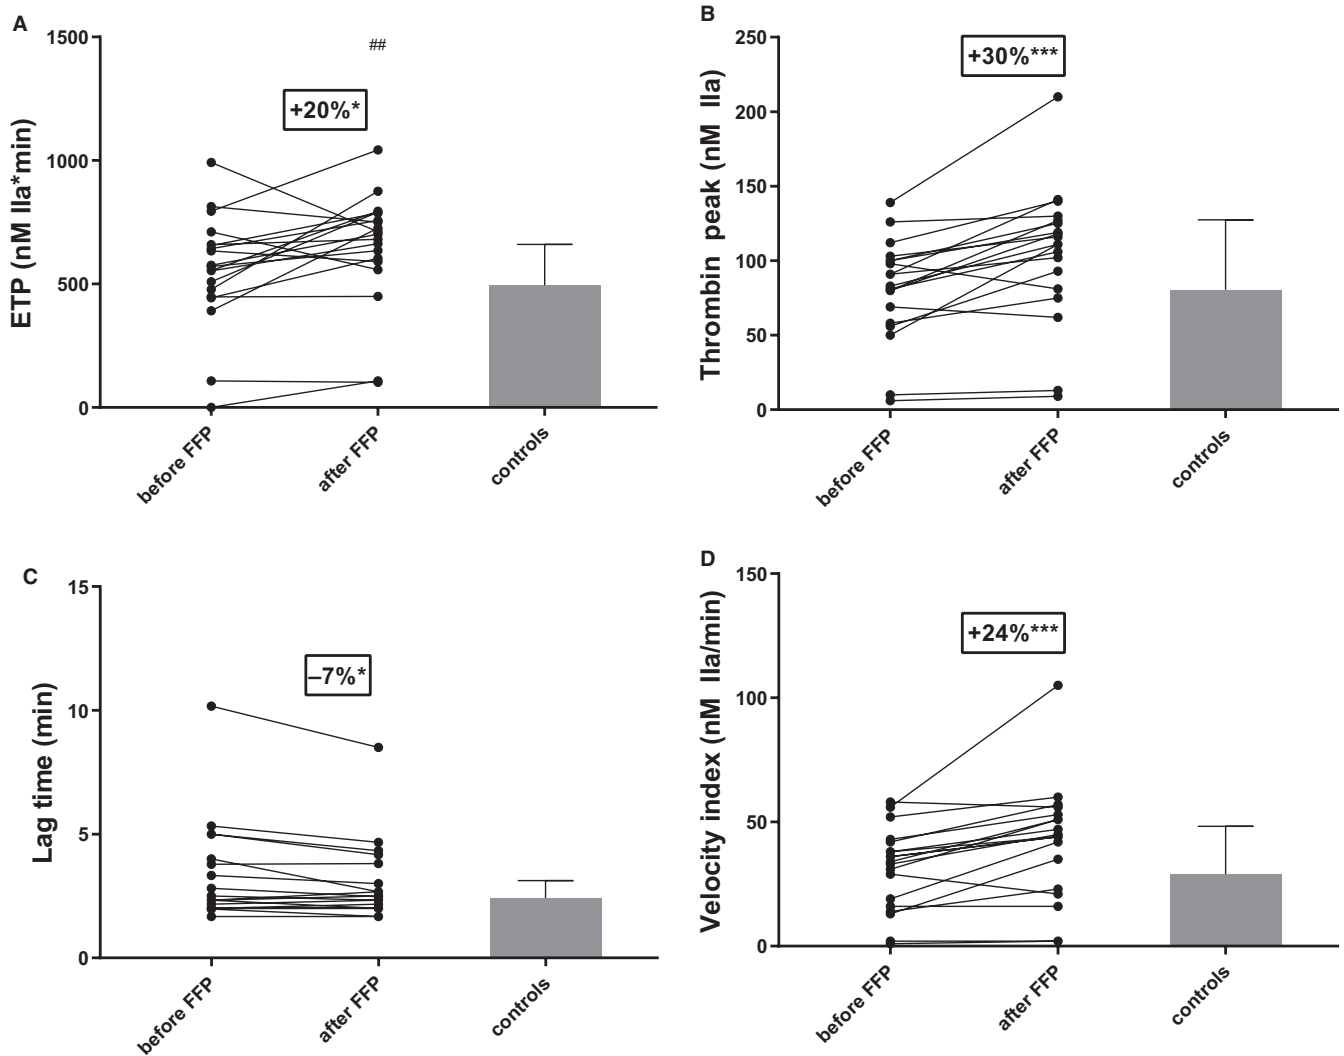 A
ETP (nM IIa*min)
1500
1000
500
0
##
+20%*
before FFP
after FFP
controls
B
Thrombin peak (nM IIa)
250
200
150
100
50
0
+30%***
before FFP
after FFP
controls
C
Lag time (min)
15
10
5
0
–7%*
before FFP
after FFP
controls
D
Velocity index (nM IIa/min)
150
100
50
0
+24%***
before FFP
after FFP
controls